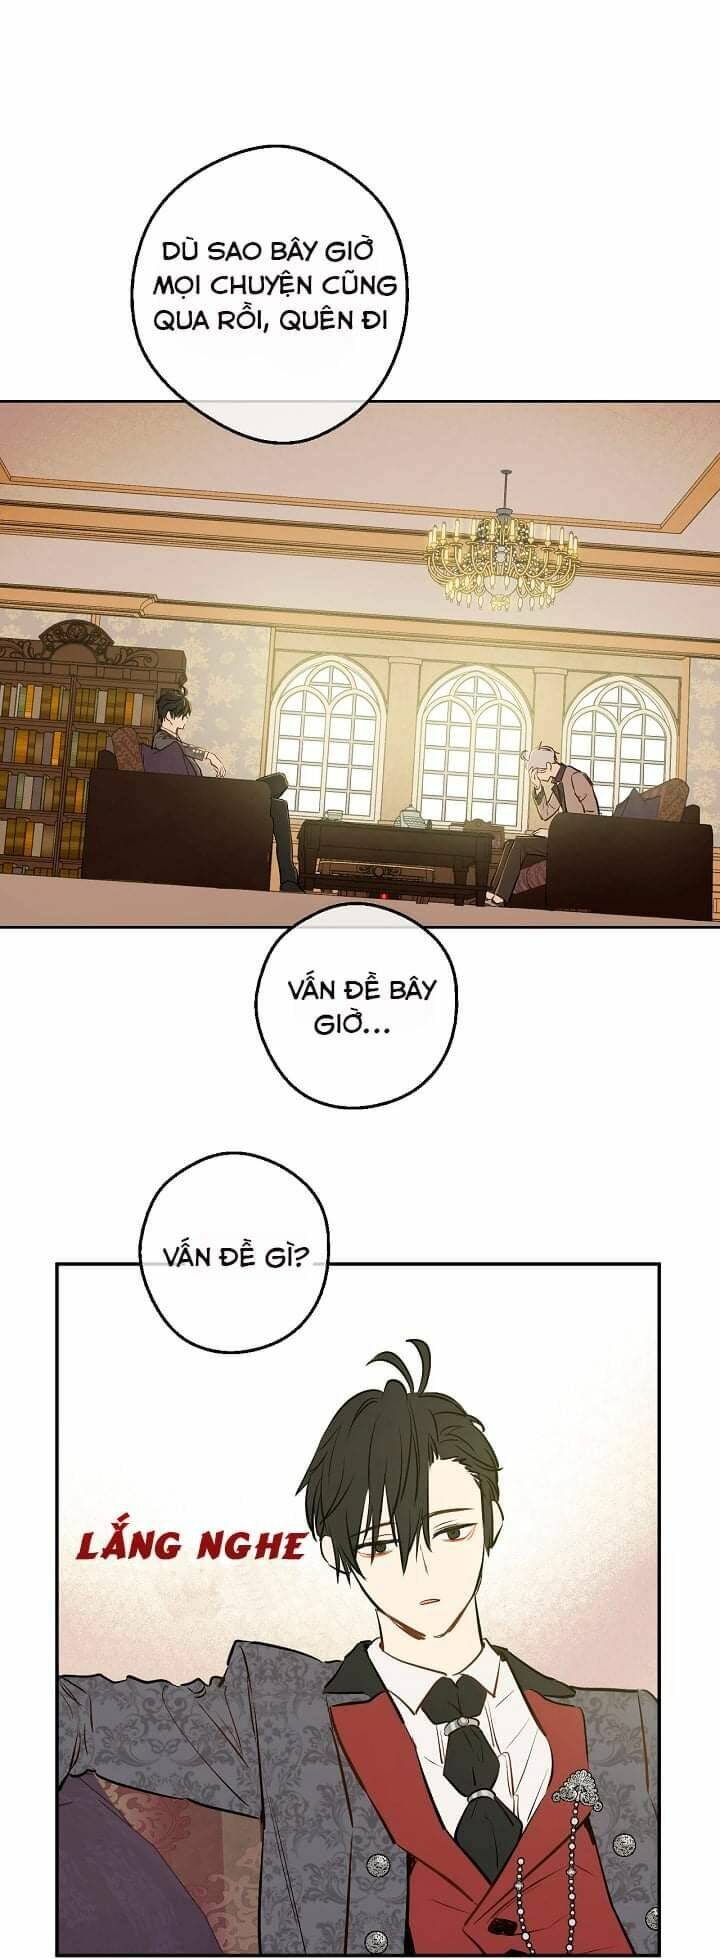 DÙ SAO BÂY GIỜ
MỌI CHUYỆN CŨNG
QUA RỒI, QUÊN ĐI
VẤN ĐỀ BÂY
GIỜ...
VẤN ĐỀ GÌ?
LẮNG NGHE